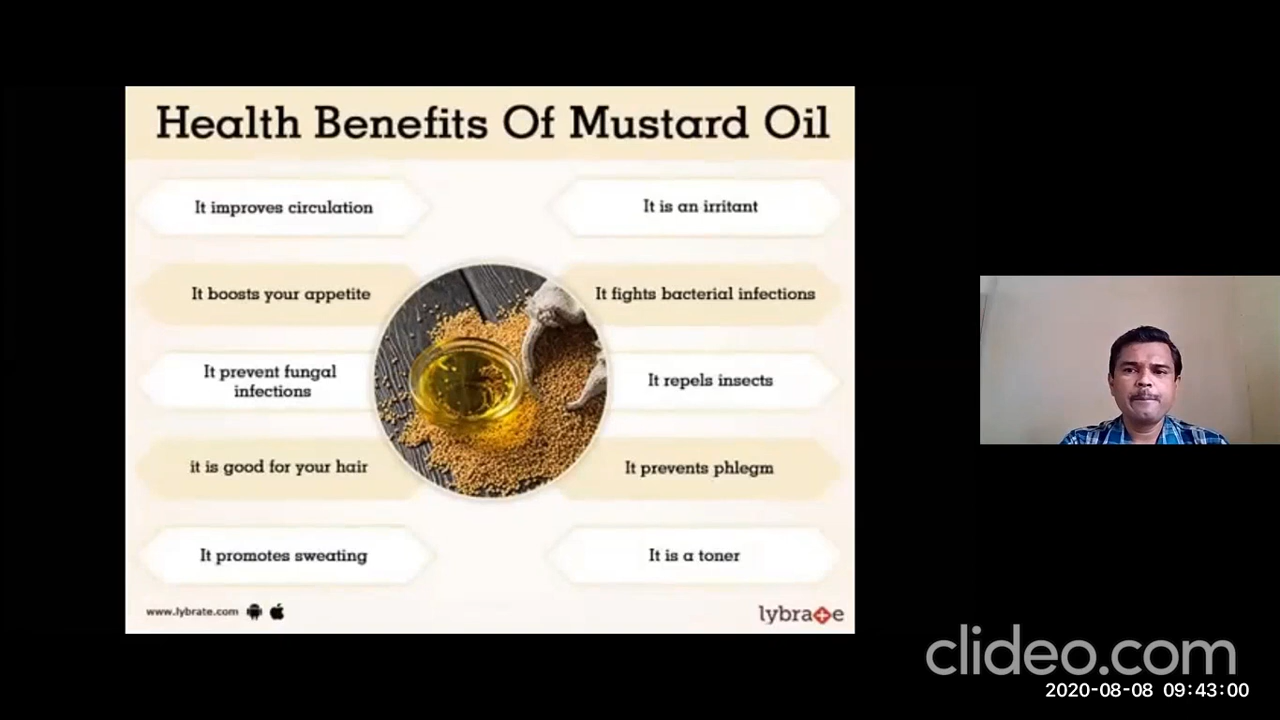 Health Benefits Of Mustard Oil
It improves circulation
It is an irritant
It boosts your appetite
It fights bacterial infections
It prevent fungal
infections
It repels insects
it is good for your hair
It prevents phlegm
It promotes sweating
It is a toner
www.lybrate.com
lybrate
clideo.com
2020-08-08 09:43:00